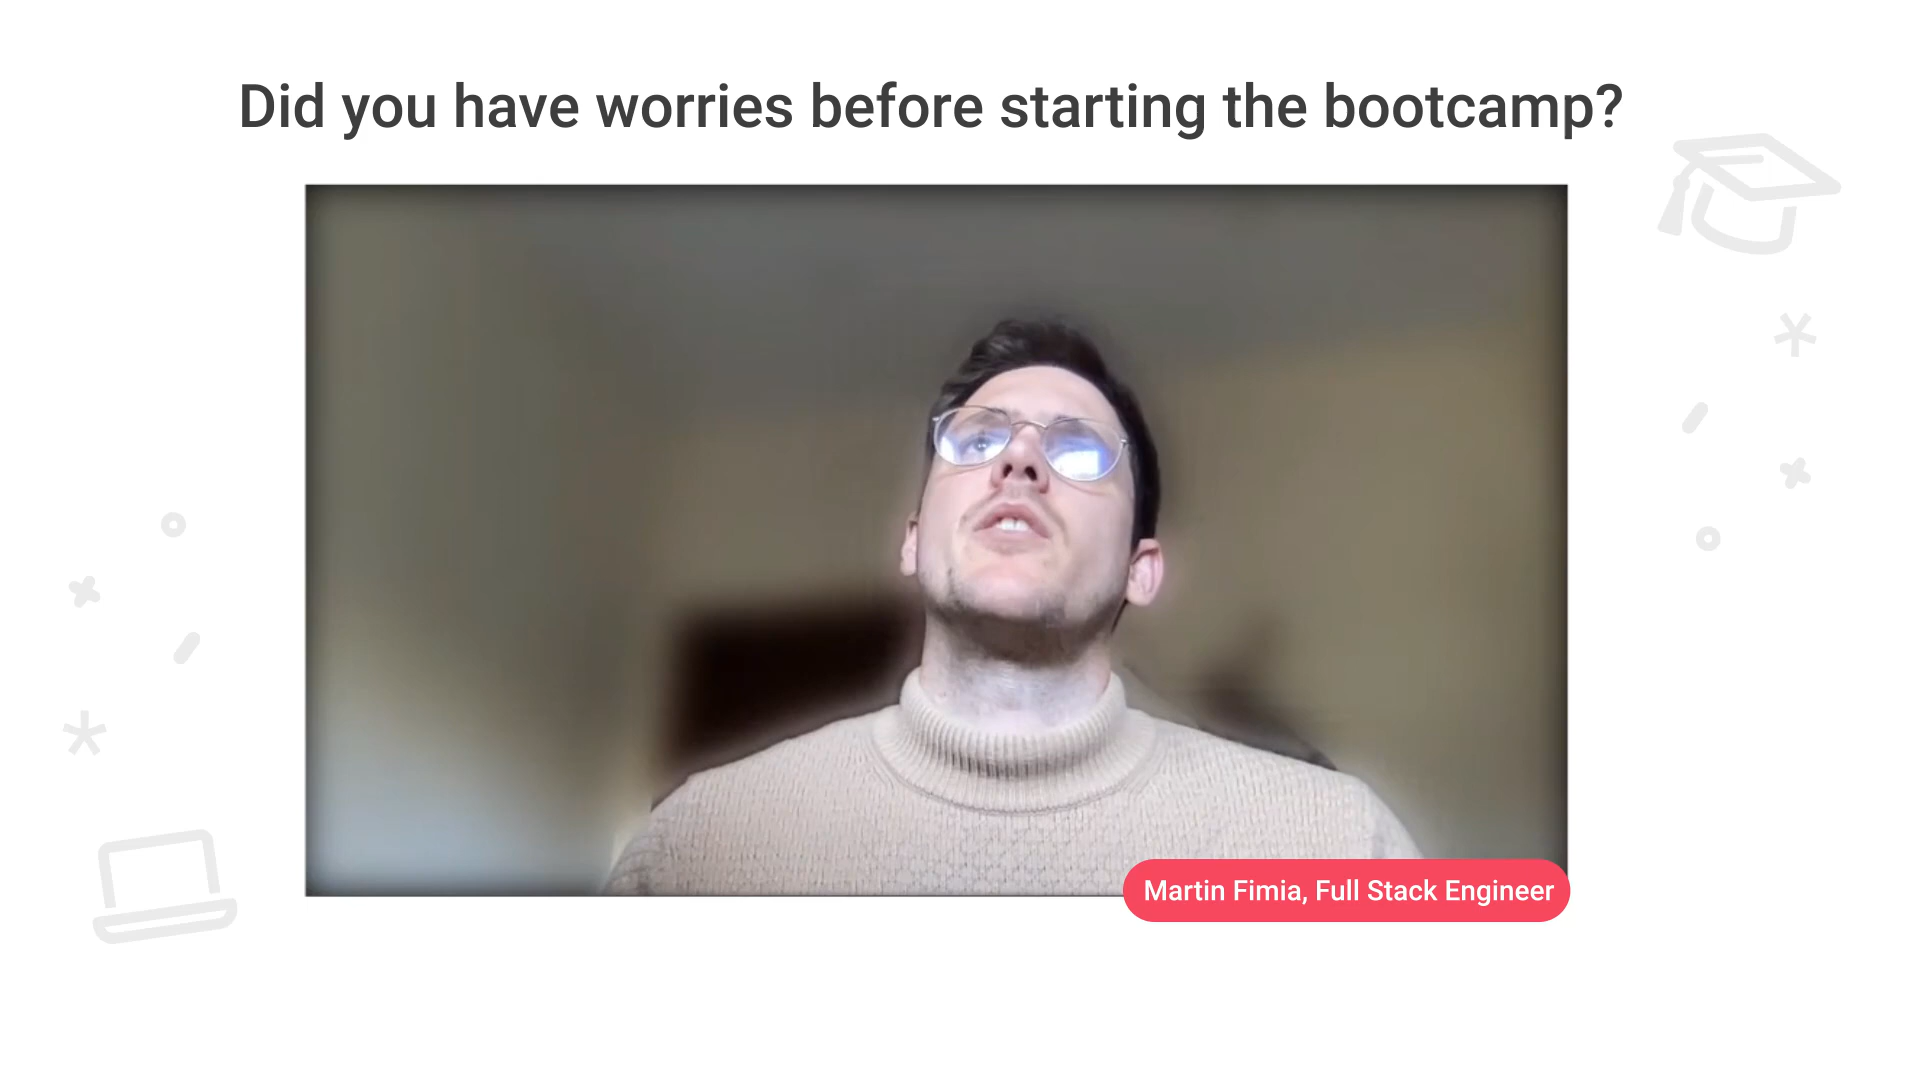 Did you have worries before starting the bootcamp?
Martin Fimia, Full Stack Engineer